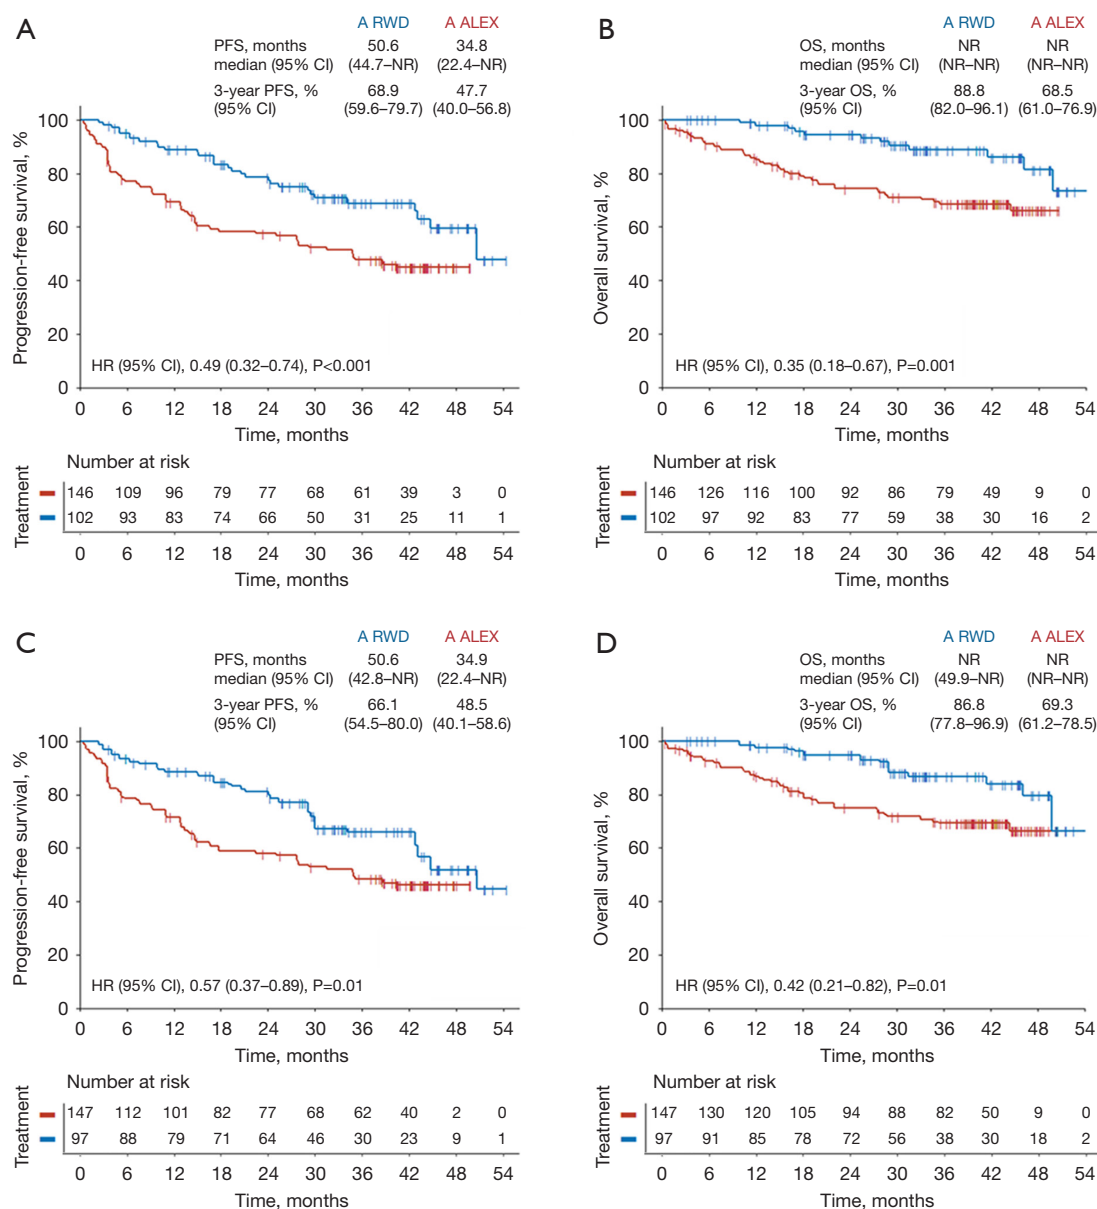 A
A RWD A ALEX
PFS, months 50.6 34.8
median (95% CI) (44.7–NR) (22.4–NR)
3-year PFS, % 68.9 47.7
(95% CI) (59.6–79.7) (40.0–56.8)
Progression-free survival, %
100
80
60
40
20
0
HR (95% CI), 0.49 (0.32–0.74), P<0.001
0 6 12 18 24 30 36 42 48 54
Time, months
Number at risk
Treatment
146 109 96 79 77 68 61 39 3 0
102 93 83 74 66 50 31 25 11 1
0 6 12 18 24 30 36 42 48 54
Time, months
B
A RWD A ALEX
OS, months NR NR
median (95% CI) (NR–NR) (NR–NR)
3-year OS, % 88.8 68.5
(95% CI) (82.0–96.1) (61.0–76.9)
Overall survival, %
100
80
60
40
20
0
HR (95% CI), 0.35 (0.18–0.67), P=0.001
0 6 12 18 24 30 36 42 48 54
Time, months
Number at risk
Treatment
146 126 116 100 92 86 79 49 9 0
102 97 92 83 77 59 38 30 16 2
0 6 12 18 24 30 36 42 48 54
Time, months
C
A RWD A ALEX
PFS, months 50.6 34.9
median (95% CI) (42.8–NR) (22.4–NR)
3-year PFS, % 66.1 48.5
(95% CI) (54.5–80.0) (40.1–58.6)
Progression-free survival, %
100
80
60
40
20
0
HR (95% CI), 0.57 (0.37–0.89), P=0.01
0 6 12 18 24 30 36 42 48 54
Time, months
Number at risk
Treatment
147 112 101 82 77 68 62 40 2 0
97 88 79 71 64 46 30 23 9 1
0 6 12 18 24 30 36 42 48 54
Time, months
D
A RWD A ALEX
OS, months NR NR
median (95% CI) (49.9–NR) (NR–NR)
3-year OS, % 86.8 69.3
(95% CI) (77.8–96.9) (61.2–78.5)
Overall survival, %
100
80
60
40
20
0
HR (95% CI), 0.42 (0.21–0.82), P=0.01
0 6 12 18 24 30 36 42 48 54
Time, months
Number at risk
Treatment
147 130 120 105 94 88 82 50 9 0
97 91 85 78 72 56 38 30 18 2
0 6 12 18 24 30 36 42 48 54
Time, months